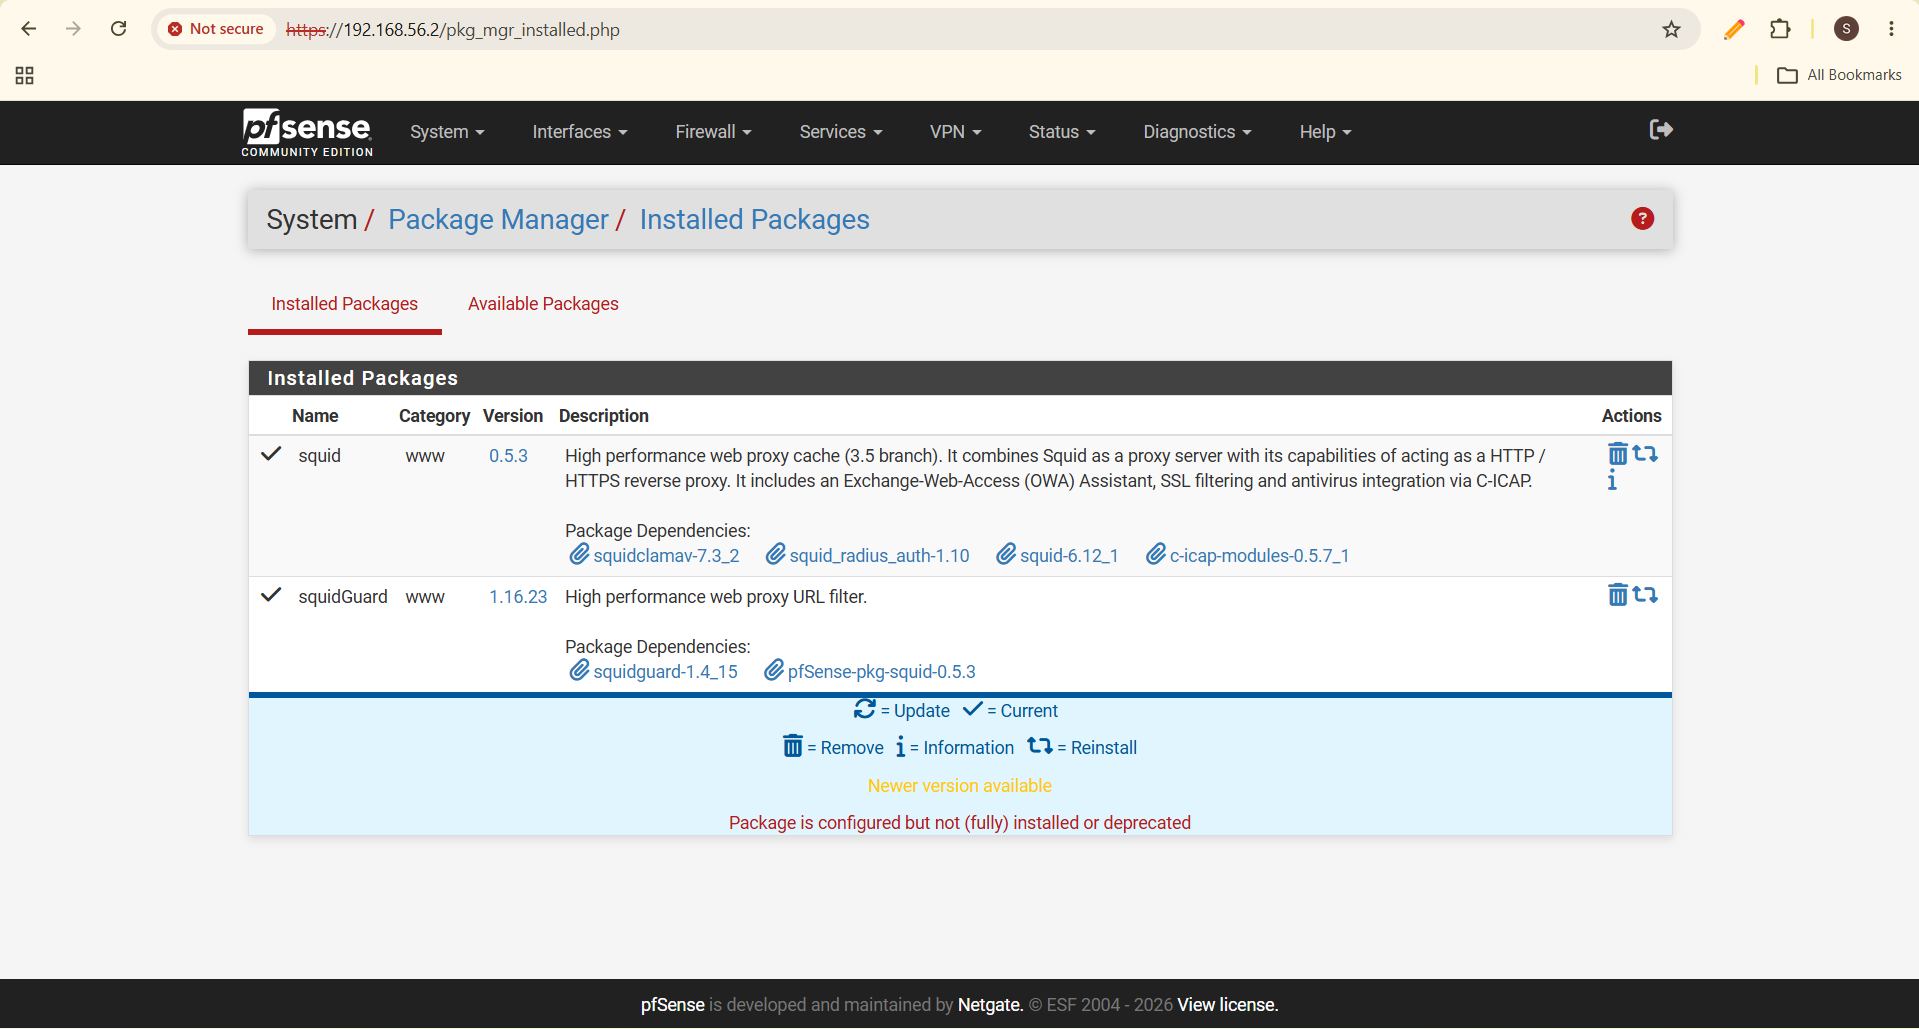 Not secure https://192.168.56.2/pkg_mgr_installed.php S
All Bookmarks
pfsense COMMUNITY EDITION System Interfaces Firewall Services VPN Status Diagnostics Help
System / Package Manager / Installed Packages ?
Installed Packages Available Packages
Installed Packages
Name Category Version Description Actions
squid www 0.5.3 High performance web proxy cache (3.5 branch). It combines Squid as a proxy server with its capabilities of acting as a HTTP /
HTTPS reverse proxy. It includes an Exchange-Web-Access (OWA) Assistant, SSL filtering and antivirus integration via C-ICAP.
Package Dependencies:
squidclamav-7.3_2 squid_radius_auth-1.10 squid-6.12_1 c-icap-modules-0.5.7_1
squidGuard www 1.16.23 High performance web proxy URL filter.
Package Dependencies:
squidguard-1.4_15 pfSense-pkg-squid-0.5.3
= Update = Current
= Remove = Information = Reinstall
Newer version available
Package is configured but not (fully) installed or deprecated
pfSense is developed and maintained by Netgate. © ESF 2004 - 2026 View license.